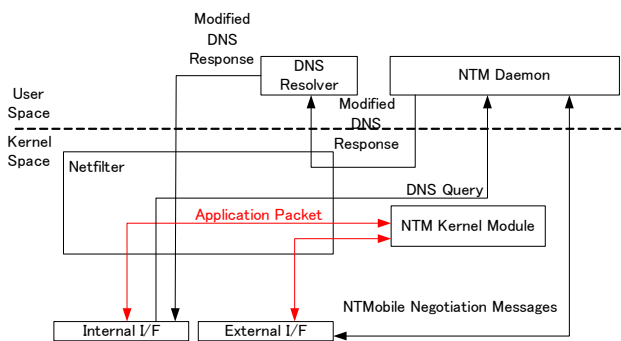 Modified
DNS
Response
DNS
Resolver
NTM Daemon
User
Space
Modified
DNS
Response
Kernel
Space
Netfilter
DNS Query
Application Packet
NTM Kernel Module
NTMobile Negotiation Messages
Internal I/F
External I/F